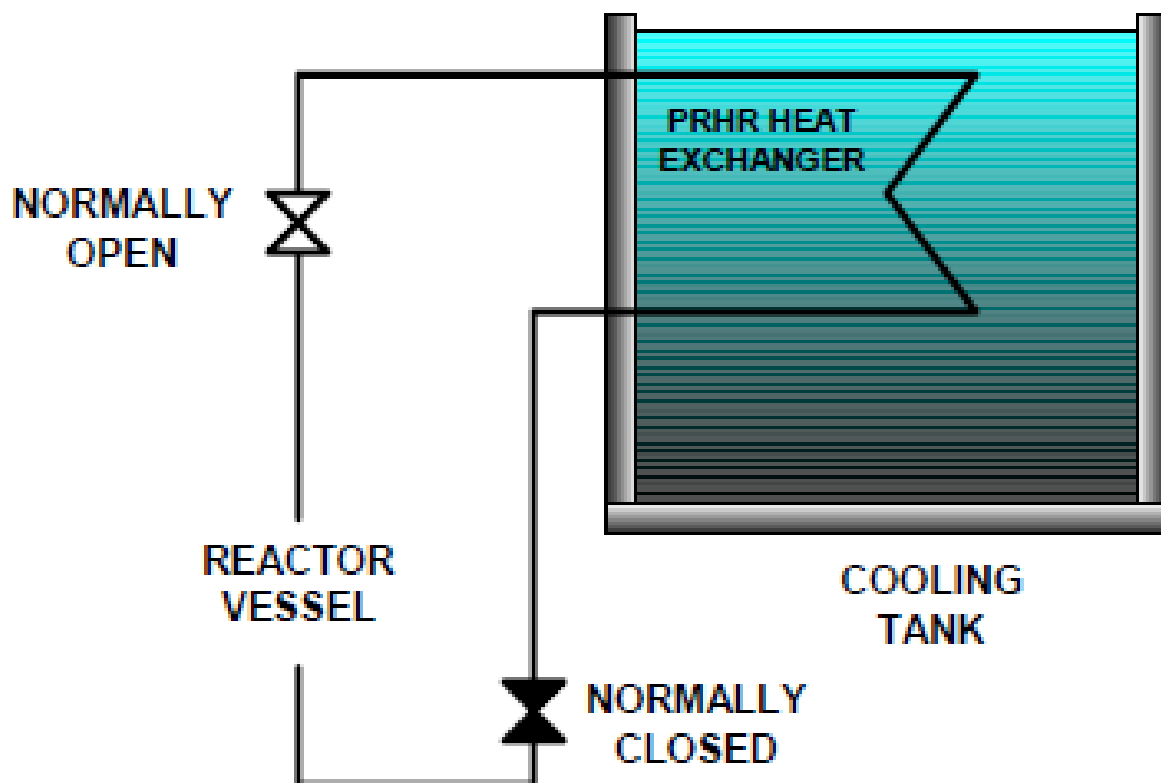 PRHR HEAT
EXCHANGER
NORMALLY
OPEN
REACTOR
VESSEL
COOLING
TANK
NORMALLY
CLOSED